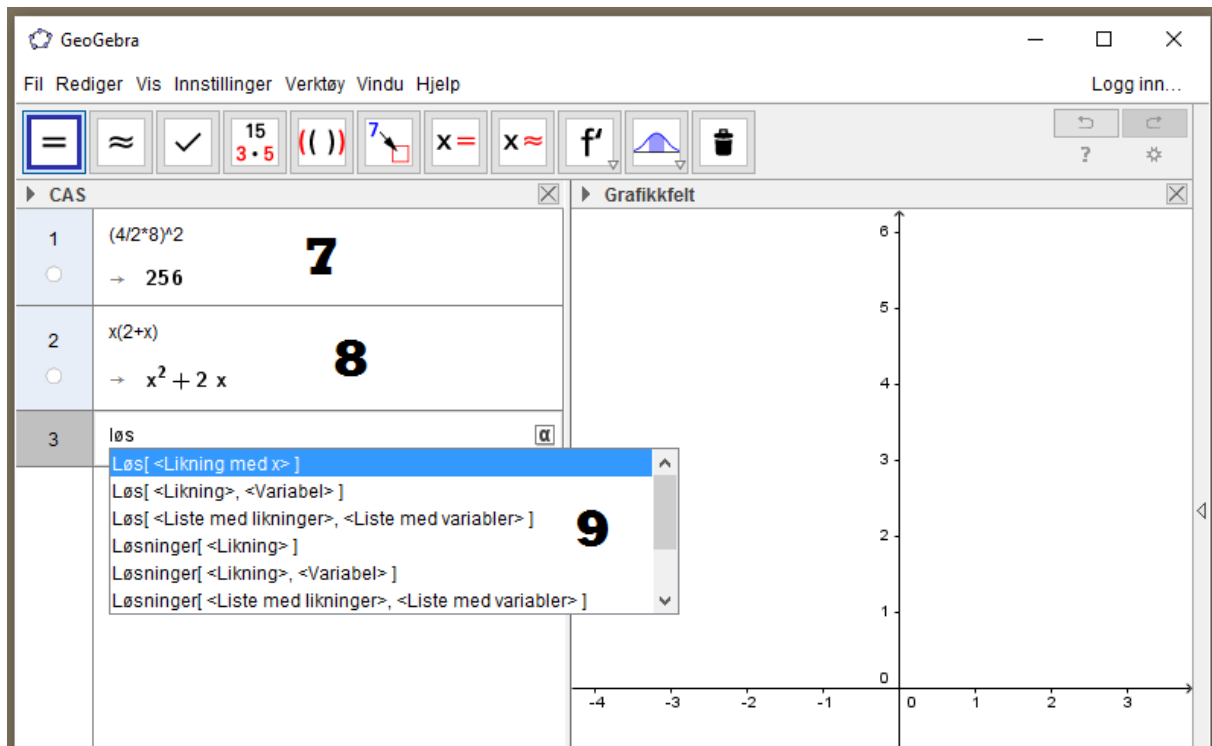 GeoGebra
Fil Rediger Vis Innstillinger Verktøy Vindu Hjelp Logg inn...
= ≈ ✓ 15 3·5 (( )) 7 x= x≈ f′
?
CAS
Grafikkfelt
1 (4/2*8)^2
→ 256
7
2 x(2+x)
→ x² + 2 x
8
3 løs α
Løs[ <Likning med x> ]
Løs[ <Likning>, <Variabel> ]
Løs[ <Liste med likninger>, <Liste med variabler> ]
Løsninger[ <Likning> ]
Løsninger[ <Likning>, <Variabel> ]
Løsninger[ <Liste med likninger>, <Liste med variabler> ]
9
6
5
4
3
2
1
0
-4 -3 -2 -1 0 1 2 3